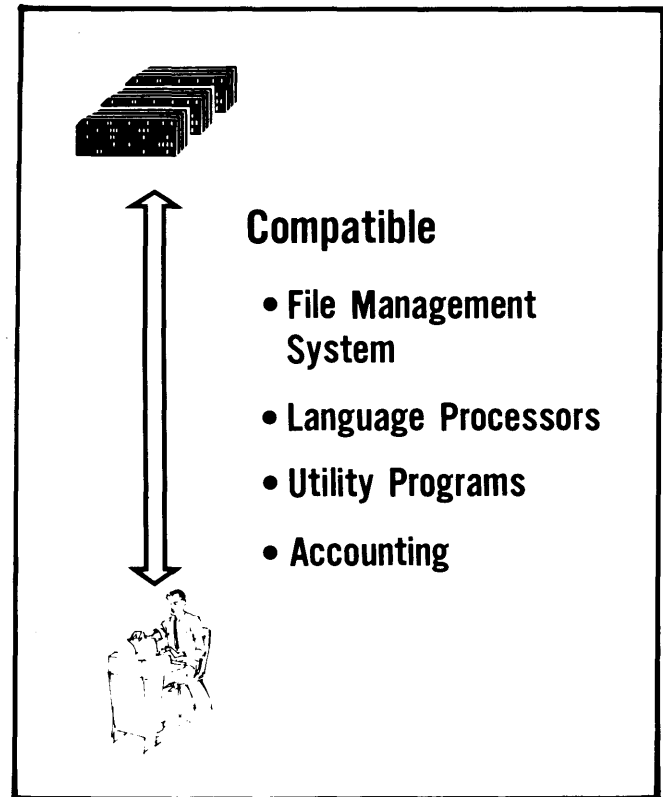 Compatible
• File Management
System
• Language Processors
• Utility Programs
• Accounting